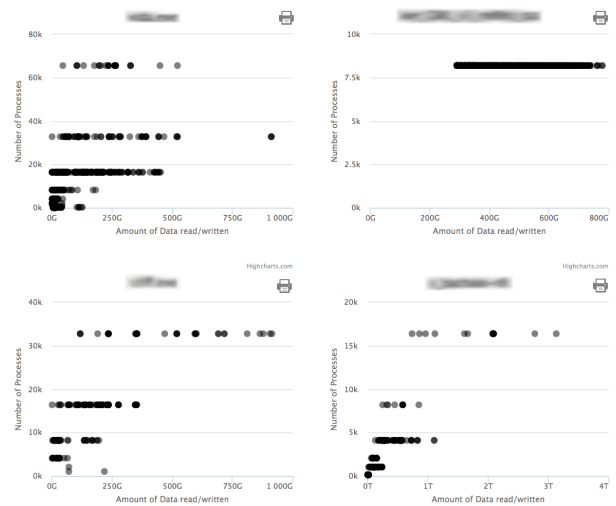 80k
60k
40k
20k
0k
Number of Processes
0G 250G 500G 750G 1 000G
Amount of Data read/written
Highcharts.com
10k
7.5k
5k
2.5k
0k
Number of Processes
0G 200G 400G 600G 800G
Amount of Data read/written
Highcharts.com
40k
30k
20k
10k
0k
Number of Processes
0G 250G 500G 750G 1 000G
Amount of Data read/written
20k
15k
10k
5k
0k
Number of Processes
0T 1T 2T 3T 4T
Amount of Data read/written